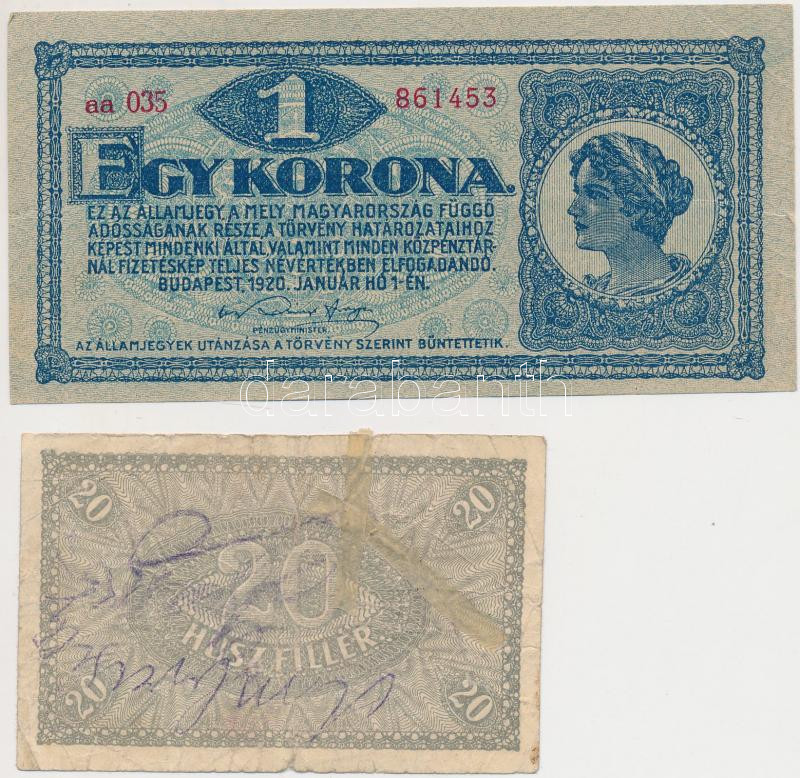 aa 035
1
861453
EGY KORONA.
EZ AZ ÁLLAMJEGY, A MELY MAGYARORSZÁG FÜGGŐ
ADÓSSÁGÁNAK RÉSZE, A TÖRVÉNY HATÁROZATAIHOZ
KÉPEST MINDENKI ÁLTAL, VALAMINT MINDEN KÖZPÉNZTÁR-
NÁL FIZETÉSKÉP TELJES NÉVÉRTÉKBEN ELFOGADANDÓ.
BUDAPEST, 1920. JANUÁR HÓ 1-ÉN.
PÉNZÜGYMINISTER.
AZ ÁLLAMJEGYEK UTÁNZÁSA A TÖRVÉNY SZERINT BÜNTETTETIK.
darabanth
20
20
20
HÚSZ FILLÉR.
20
20